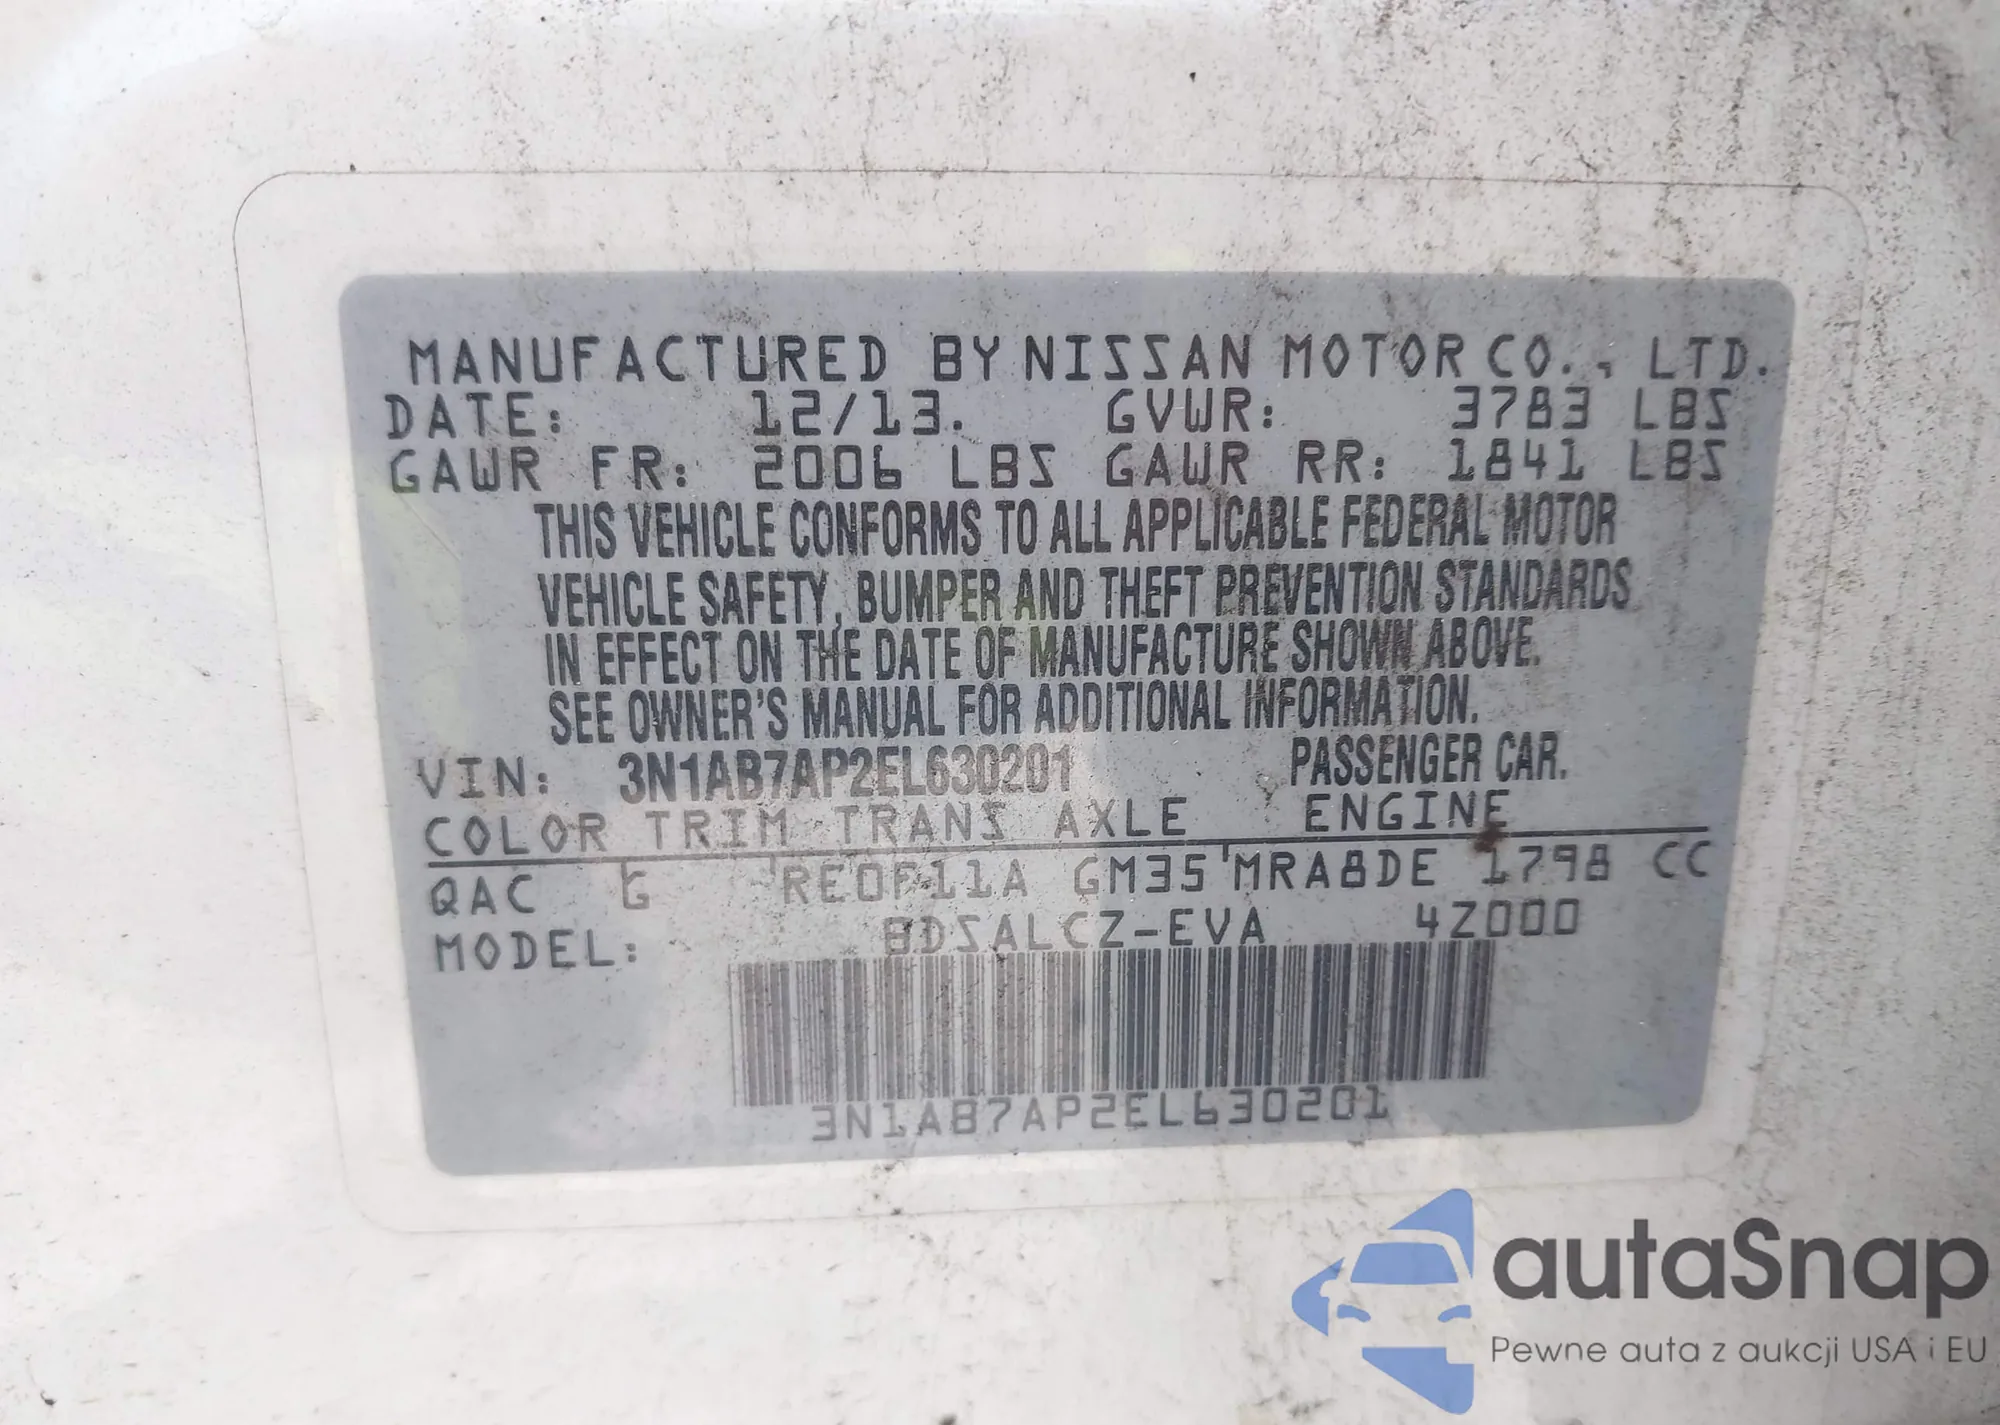 MANUFACTURED BY NISSAN MOTOR CO., LTD.
DATE: 12/13. GVWR: 3783 LBS
GAWR FR: 2006 LBS GAWR RR: 1841 LBS
THIS VEHICLE CONFORMS TO ALL APPLICABLE FEDERAL MOTOR
VEHICLE SAFETY, BUMPER AND THEFT PREVENTION STANDARDS
IN EFFECT ON THE DATE OF MANUFACTURE SHOWN ABOVE.
SEE OWNER'S MANUAL FOR ADDITIONAL INFORMATION.
VIN: 3N1AB7AP2EL630201 PASSENGER CAR.
COLOR TRIM TRANS AXLE ENGINE
QAC G RE0F11A GM35 MRA8DE 1798 CC
MODEL: BDSALCZ-EVA 4Z000
3N1AB7AP2EL630201
autaSnap
Pewne auta z aukcji USA i EU